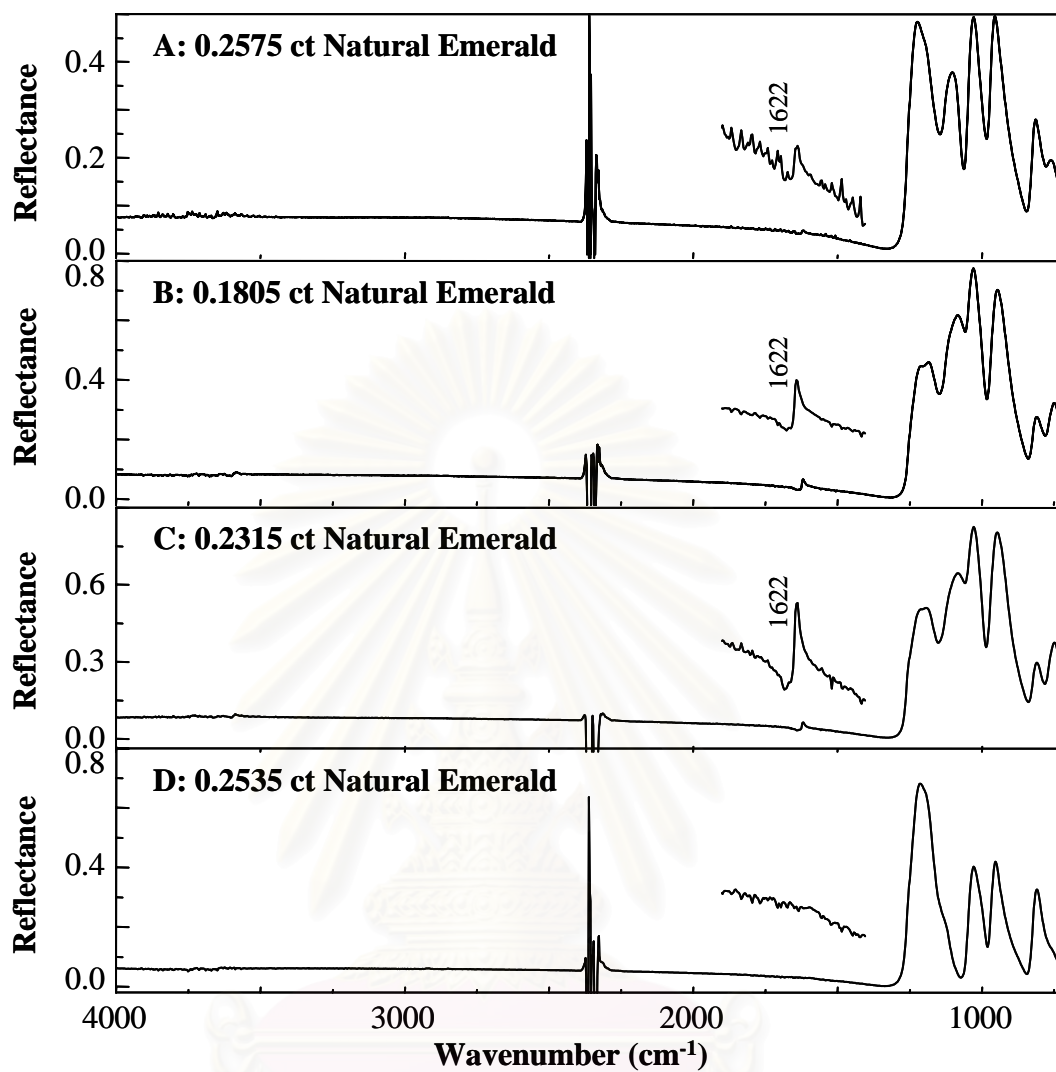 A: 0.2575 ct Natural Emerald
Reflectance
0.4
0.2
0.0
1622
B: 0.1805 ct Natural Emerald
Reflectance
0.8
0.4
0.0
1622
C: 0.2315 ct Natural Emerald
Reflectance
0.6
0.3
0.0
1622
D: 0.2535 ct Natural Emerald
Reflectance
0.8
0.4
0.0
4000 3000 2000 1000
Wavenumber (cm⁻¹)